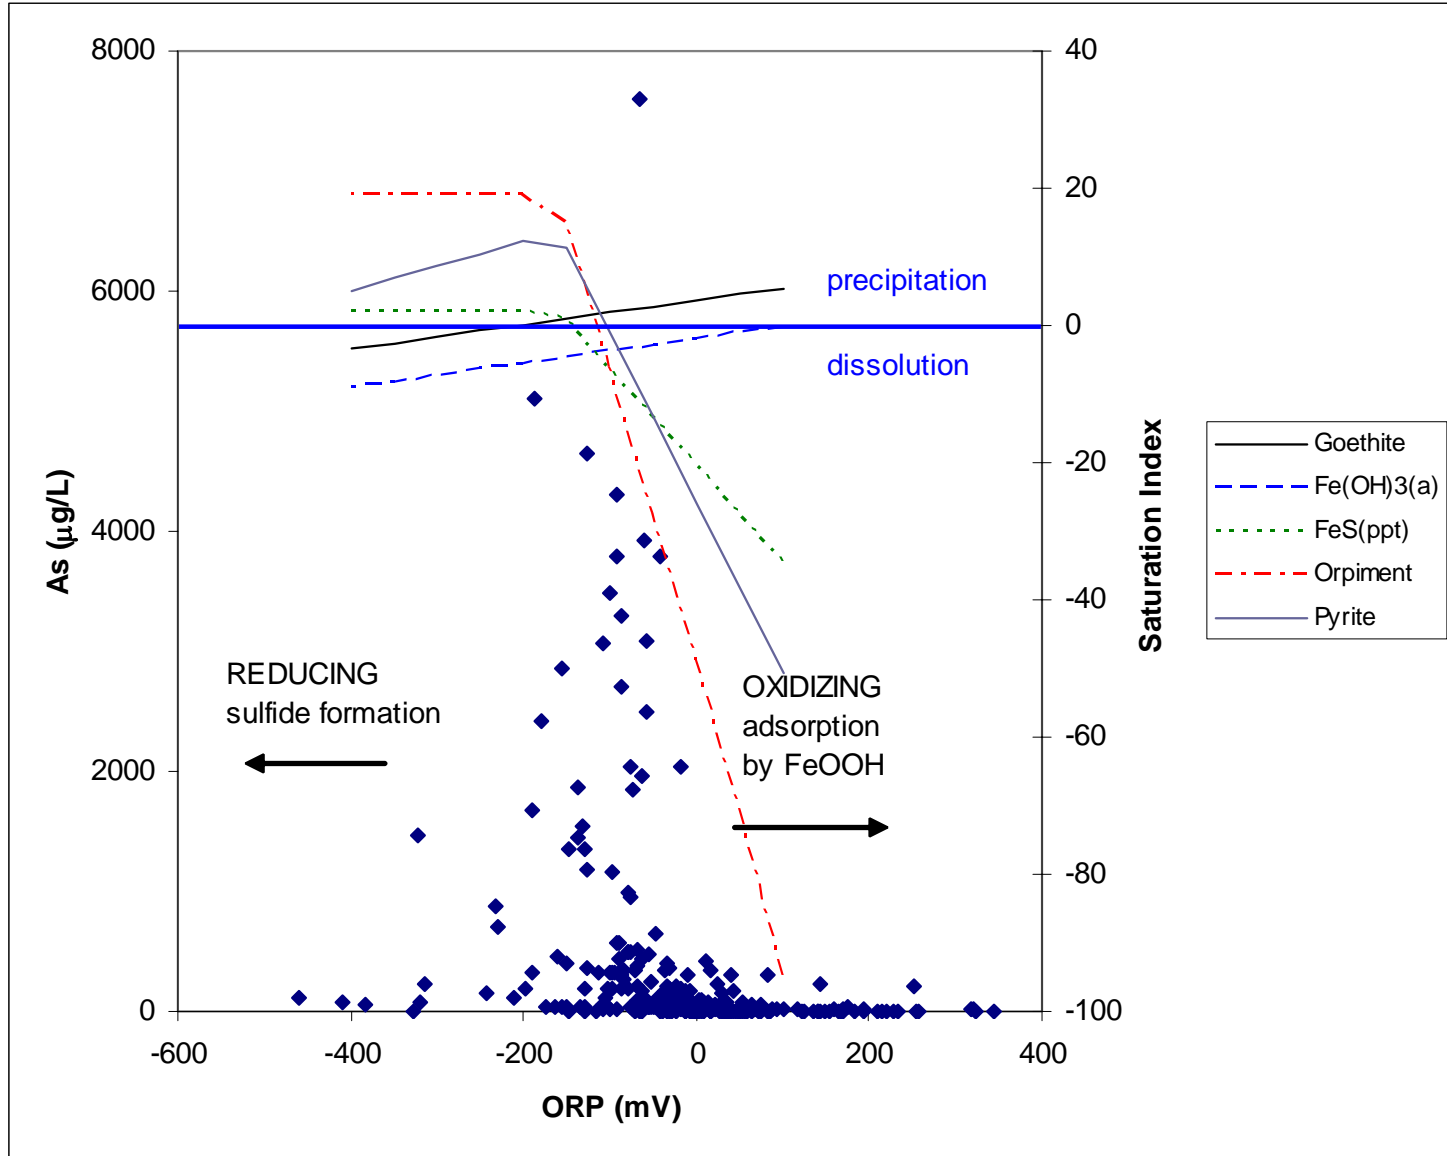 8000
6000
4000
2000
0
As (µg/L)
-600
-400
-200
0
200
400
ORP (mV)
40
20
0
-20
-40
-60
-80
-100
Saturation Index
precipitation
dissolution
REDUCING
sulfide formation
OXIDIZING
adsorption
by FeOOH
Goethite
Fe(OH)3(a)
FeS(ppt)
Orpiment
Pyrite